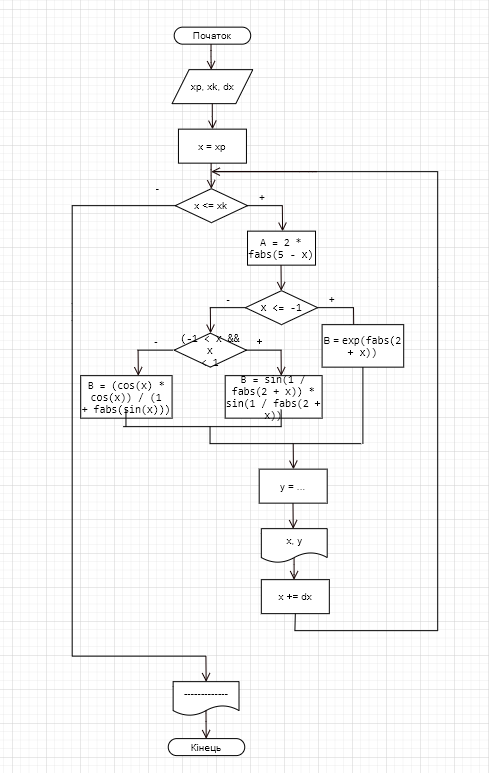 Початок
xp, xk, dx
x = xp
-
x <= xk
+
A = 2 *
fabs(5 - x)
-
x <= -1
+
-
(-1 < x &&
x
< 1
+
B = exp(fabs(2
+ x))
B = (cos(x) *
cos(x)) / (1
+ fabs(sin(x)))
B = sin(1 /
fabs(2 + x)) *
sin(1 / fabs(2 +
x))
y = ...
x, y
x += dx
-------------
Кінець